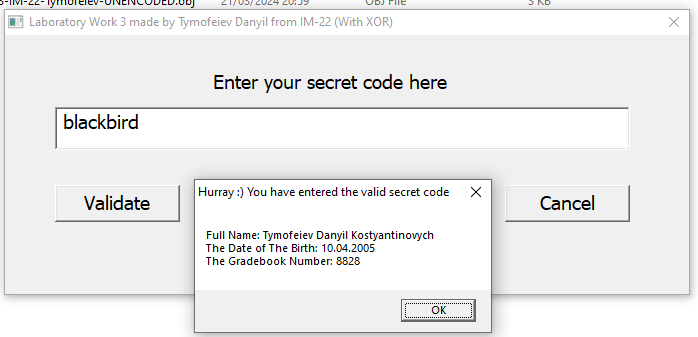 -IM-22-Tymofeiev-UNENCODED.obj 21/03/2024 20:59 OBJ File 5 KB
Laboratory Work 3 made by Tymofeiev Danyil from IM-22 (With XOR)
Enter your secret code here
blackbird
Validate
Cancel
Hurray :) You have entered the valid secret code
Full Name: Tymofeiev Danyil Kostyantinovych
The Date of The Birth: 10.04.2005
The Gradebook Number: 8828
OK